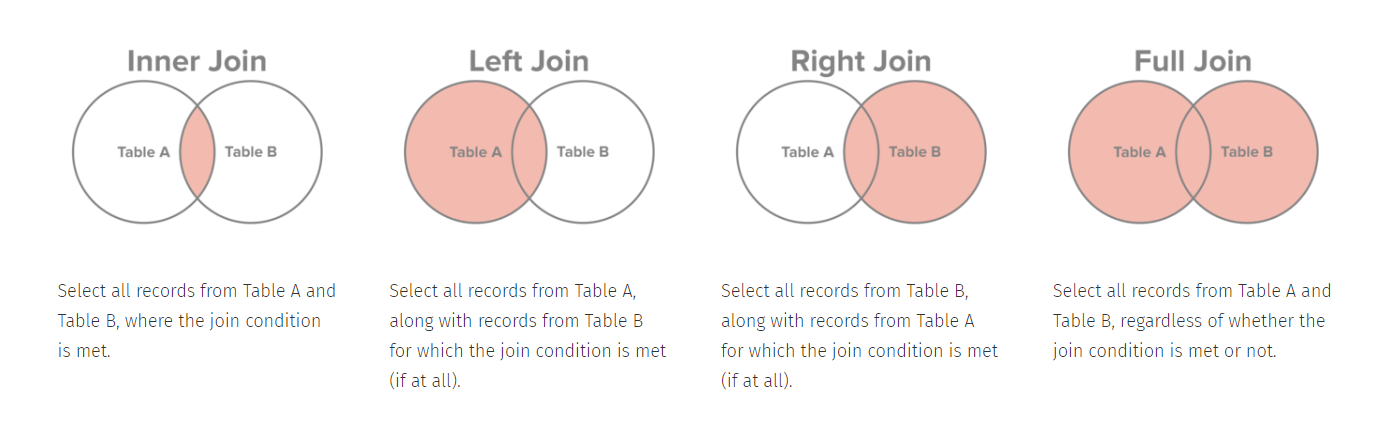 Inner Join
Table A
Table B
Select all records from Table A and
Table B, where the join condition
is met.
Left Join
Table A
Table B
Select all records from Table A,
along with records from Table B
for which the join condition is met
(if at all).
Right Join
Table A
Table B
Select all records from Table B,
along with records from Table A
for which the join condition is met
(if at all).
Full Join
Table A
Table B
Select all records from Table A and
Table B, regardless of whether the
join condition is met or not.